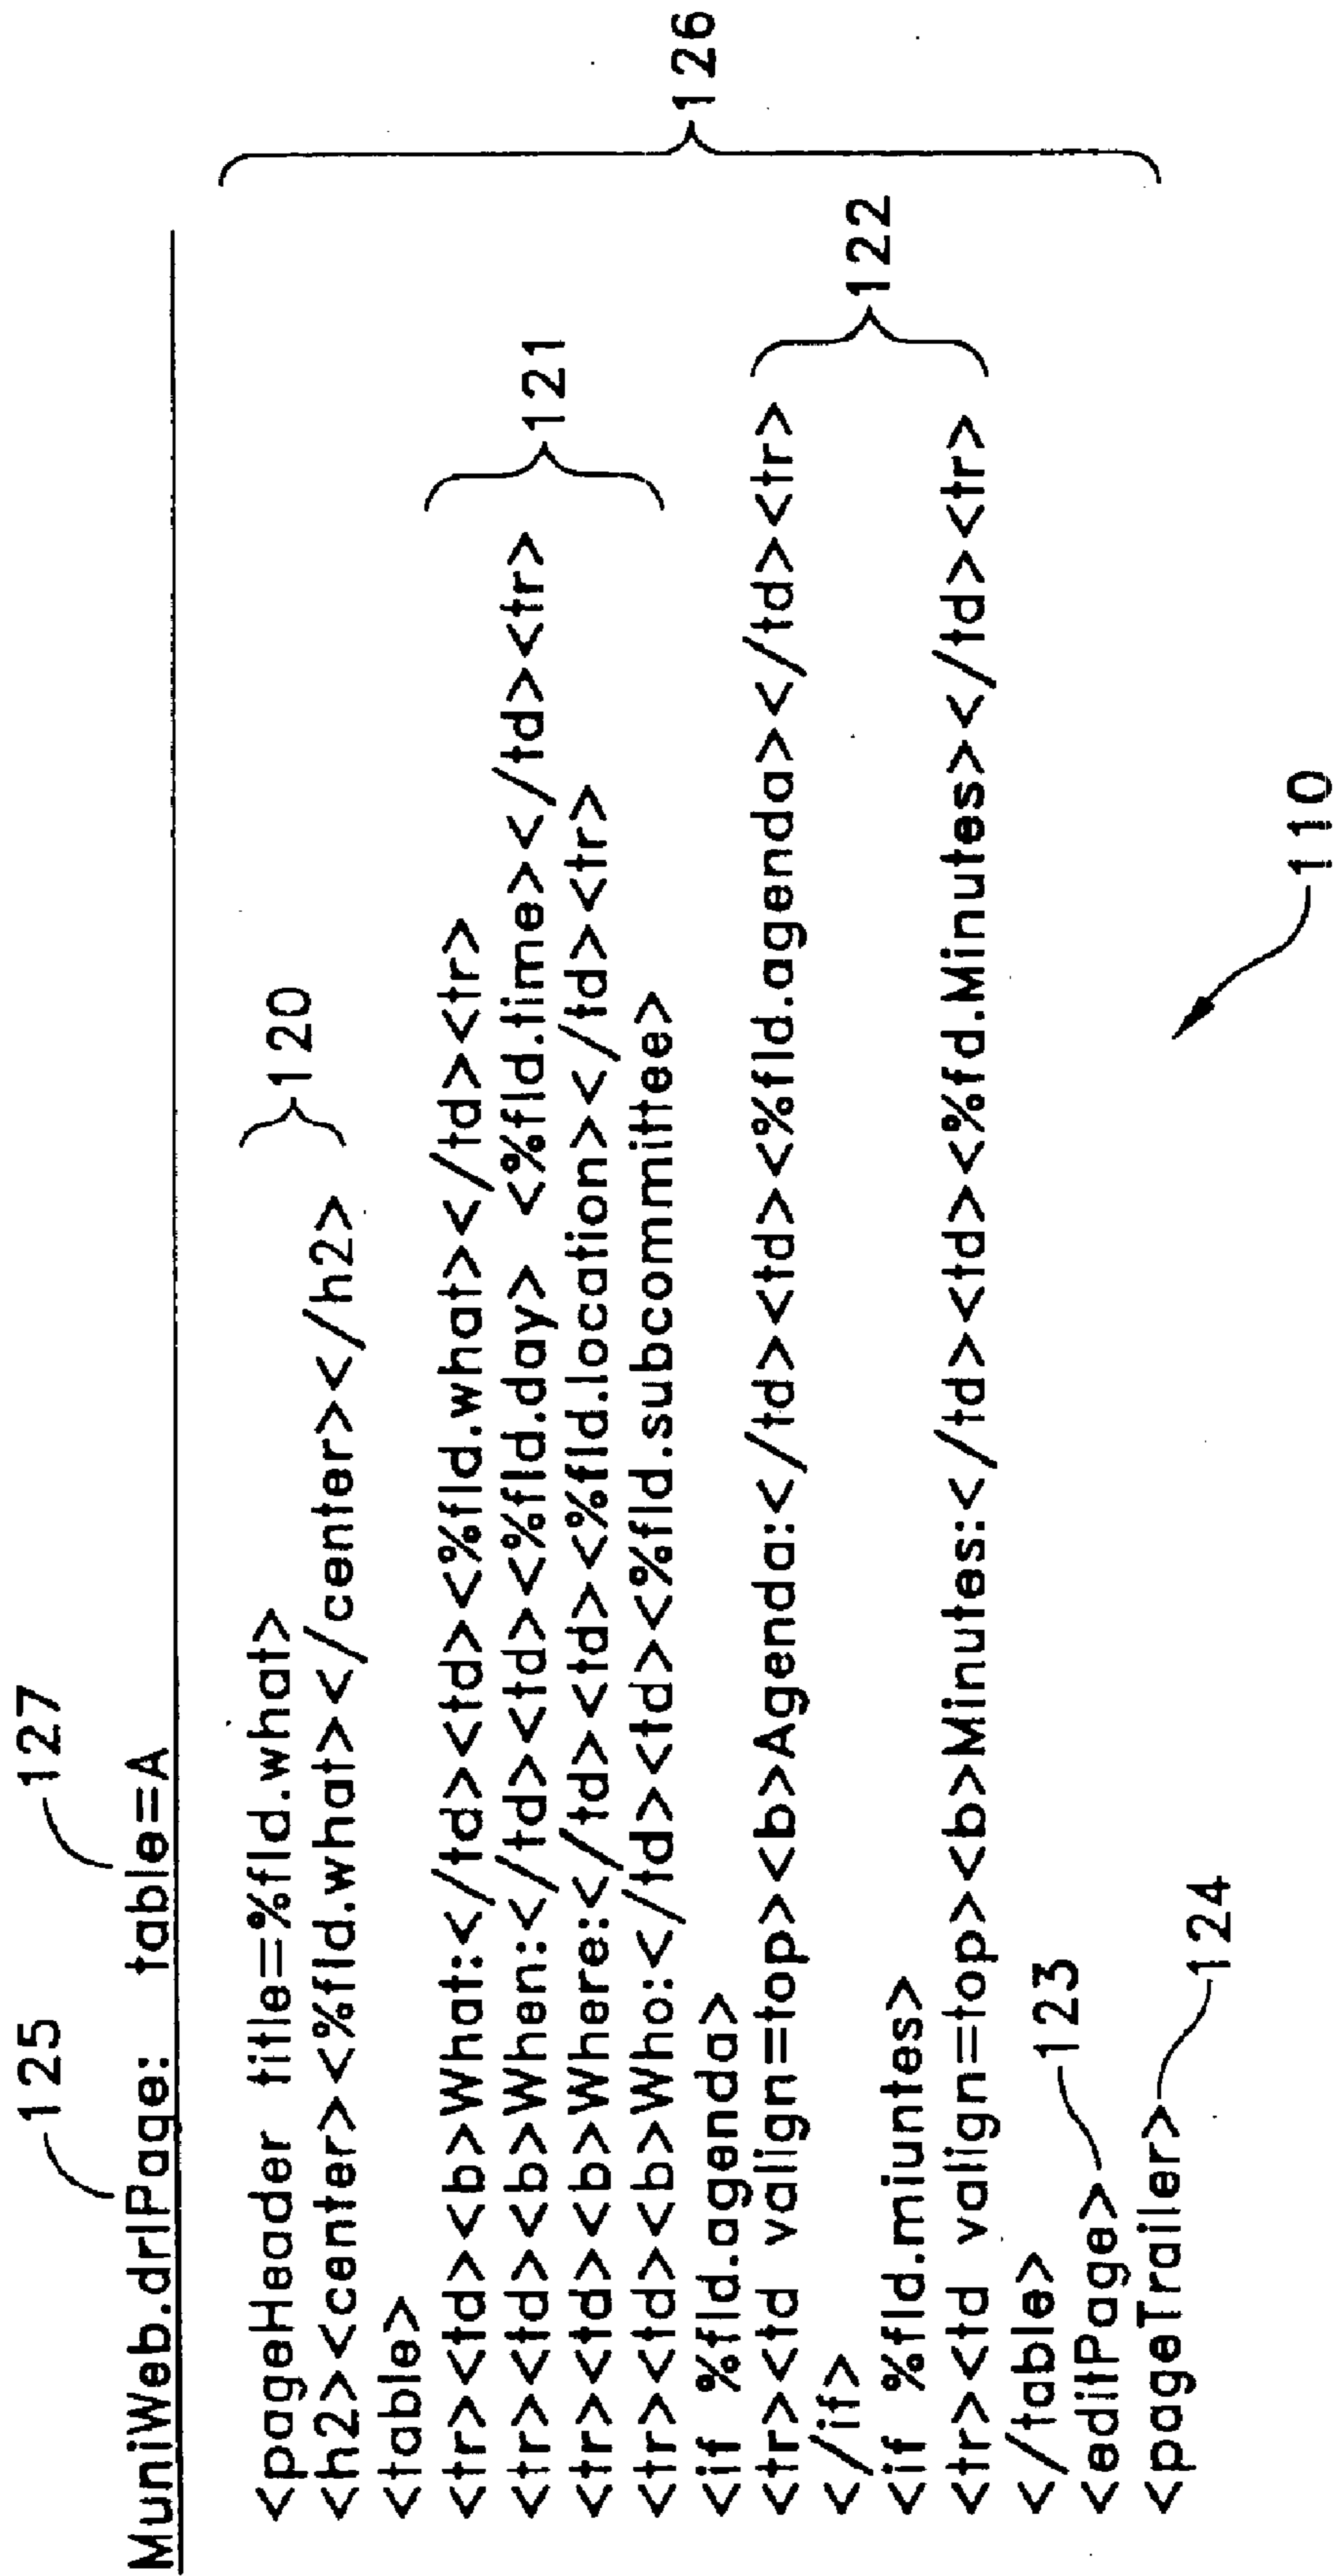 125 127
MuniWeb.drlPage: table=A
<pageHeader title=%fld.what>
<h2><center><%fld.what></center></h2>
120
<table>
<tr><td><b>What:</td><td><%fld.what></td><tr>
<tr><td><b>When:</td><td><%fld.day> <%fld.time></td><tr>
<tr><td><b>Where:</td><td><%fld.location></td><tr>
<tr><td><b>Who:</td><td><%fld.subcommittee>
121
<if %fld.agenda>
<tr><td valign=top><b>Agenda:</td><td><%fld.agenda></td><tr>
</if>
<if %fld.miuntes>
<tr><td valign=top><b>Minutes:</td><td><%fd.Minutes></td><tr>
122
</table>
<editPage> 123
<pageTrailer> 124
126
110